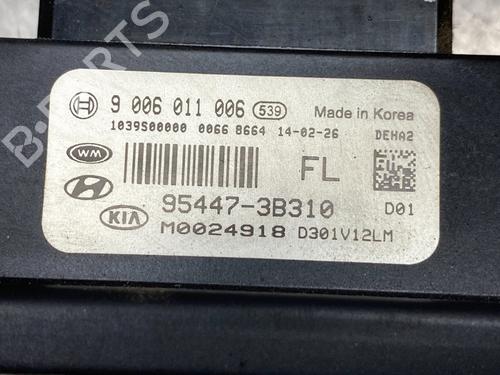 9 006 011 006 539 Made in Korea
1039S00000 0066 8664 14-02-26 DEHA2
WM
FL
95447-3B310 D01
KIA M0024918 D301V12LM
B-PARTS